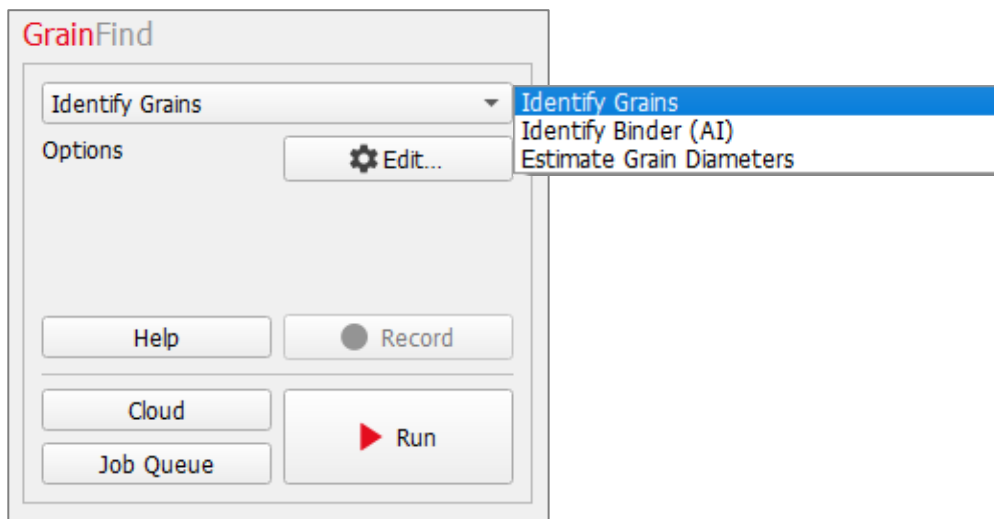 GrainFind
Identify Grains
Identify Grains
Identify Binder (AI)
Estimate Grain Diameters
Options
Edit...
Help
Record
Cloud
Run
Job Queue